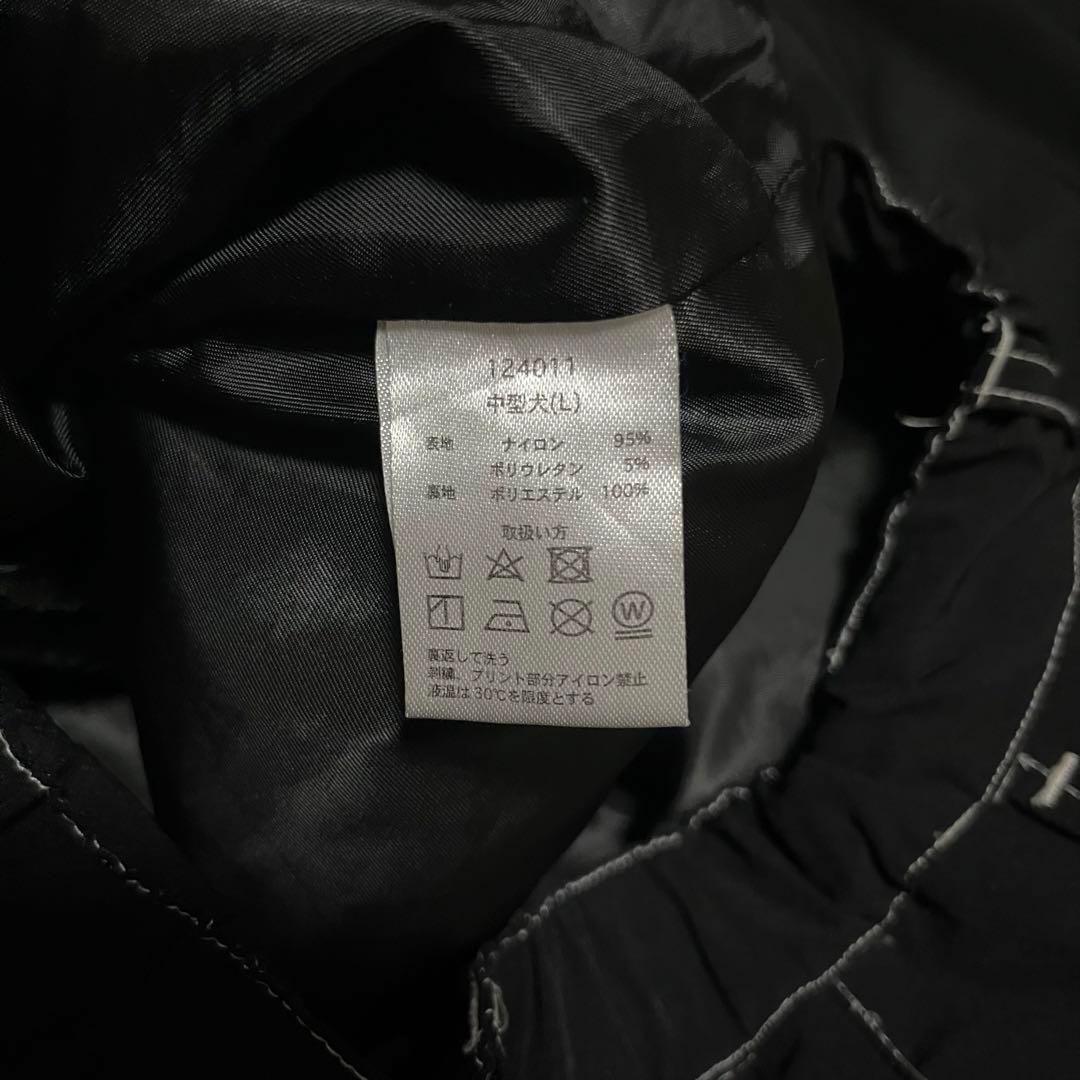 124011
中型犬(L)
表地 ナイロン 95%
ポリウレタン 5%
裏地 ポリエステル 100%
取扱い方
W
裏返して洗う
刺繍、プリント部分アイロン禁止
液温は30℃を限度とする